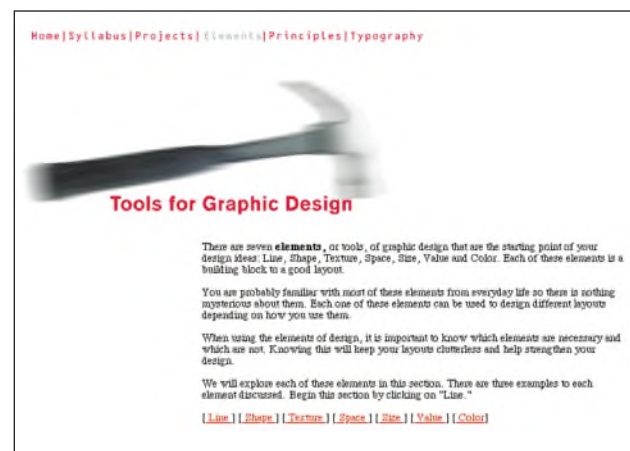 Home|Syllabus|Projects|Elements|Principles|Typography
Tools for Graphic Design
There are seven elements, or tools, of graphic design that are the starting point of your
design ideas: Line, Shape, Texture, Space, Size, Value and Color. Each of these elements is a
building block to a good layout.
You are probably familiar with most of these elements from everyday life so there is nothing
mysterious about them. Each one of these elements can be used to design different layouts
depending on how you use them.
When using the elements of design, it is important to know which elements are necessary and
which are not. Knowing this will keep your layouts clutterless and help strengthen your
design.
We will explore each of these elements in this section. There are three examples to each
element discussed. Begin this section by clicking on "Line."
[ Line ] [ Shape ] [ Texture ] [ Space ] [ Size ] [ Value ] [ Color]